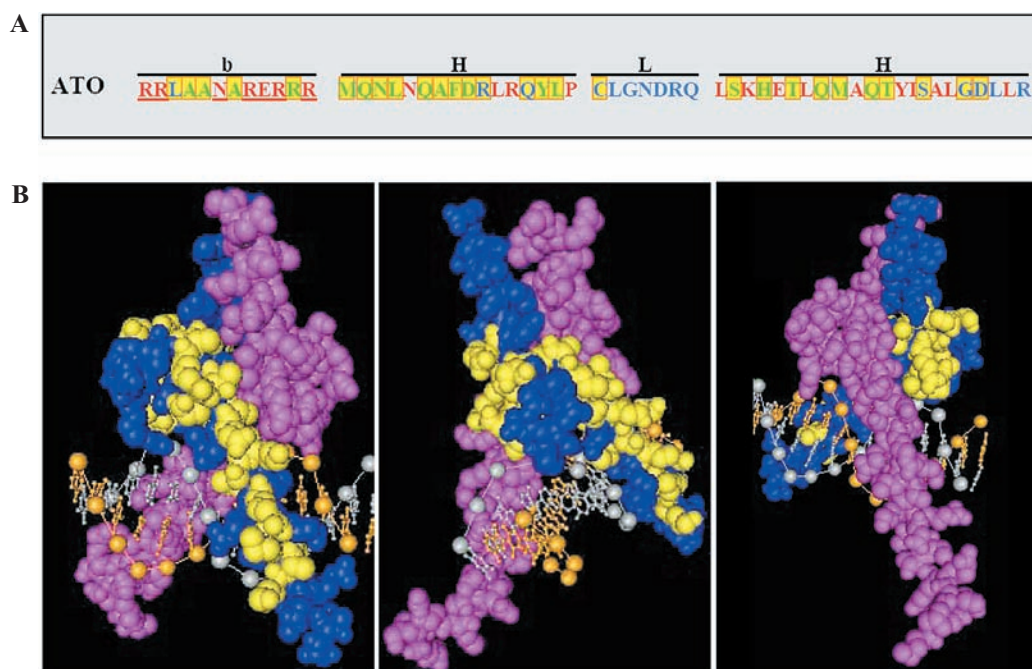 A
b H L H
ATO RRLAANARERRR MQNLNQAFDRLRQYLP CLGNDRQ LSKHETLQMAQTYISALGDLLR
B